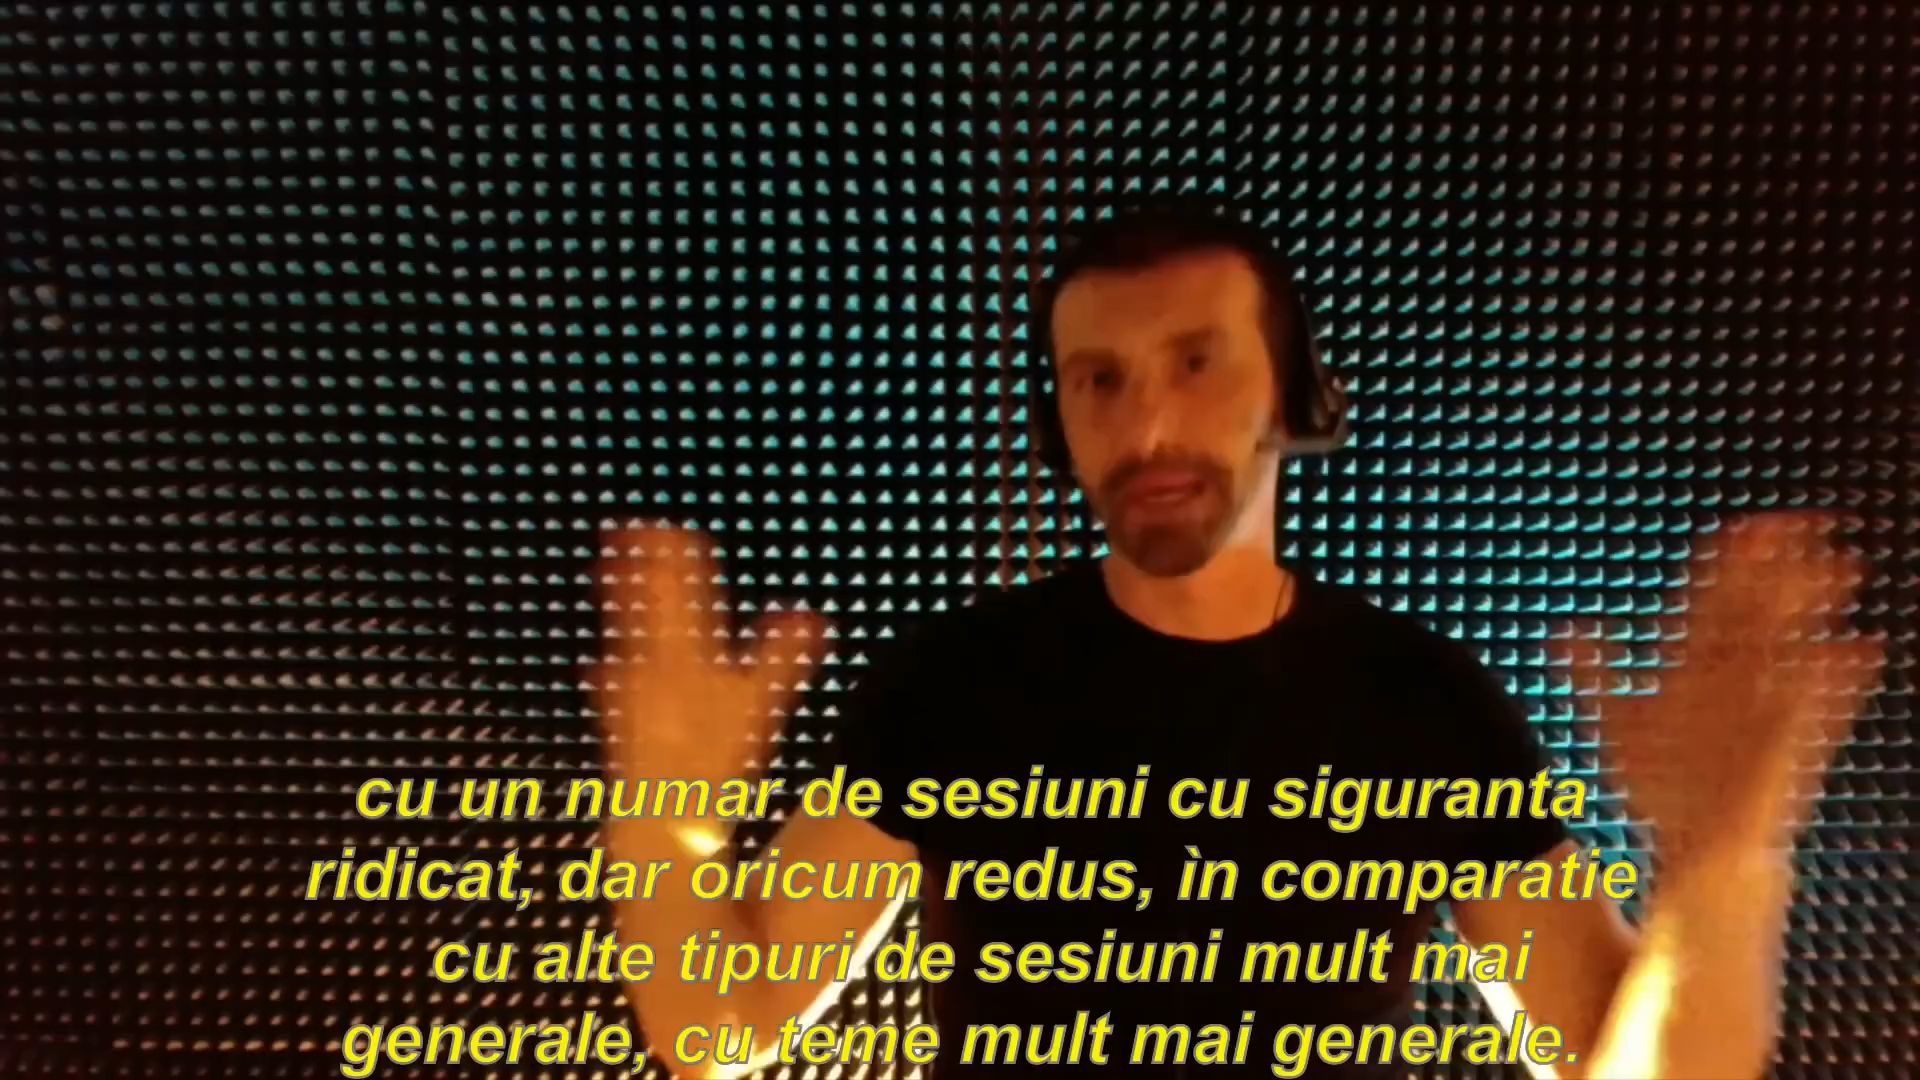 cu un numar de sesiuni cu siguranta
ridicat, dar oricum redus, ìn comparatie
cu alte tipuri de sesiuni mult mai
generale, cu teme mult mai generale.